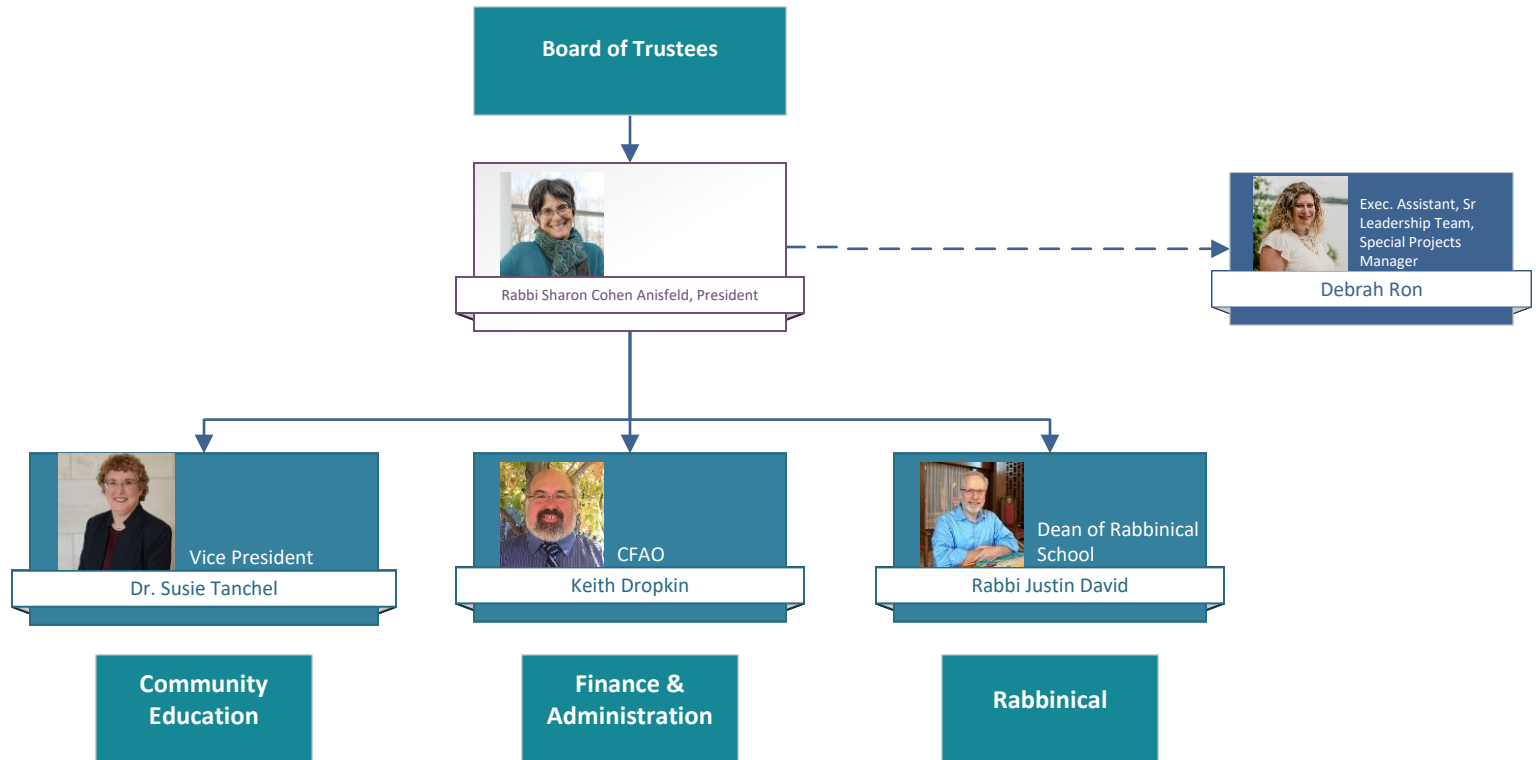 Board of Trustees
Rabbi Sharon Cohen Anisfeld, President
Exec. Assistant, Sr
Leadership Team,
Special Projects
Manager
Debrah Ron
Vice President
Dr. Susie Tanchel
CFAO
Keith Dropkin
Dean of Rabbinical
School
Rabbi Justin David
Community
Education
Finance &
Administration
Rabbinical